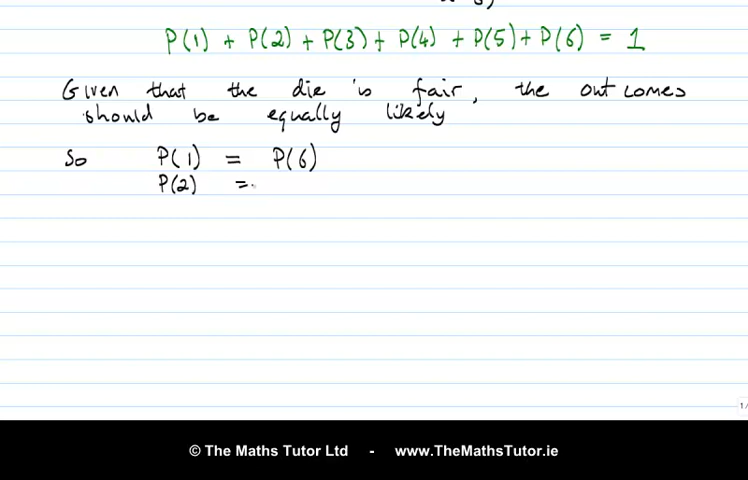 P(1) + P(2) + P(3) + P(4) + P(5) + P(6) = 1
Given that the die is fair, the outcomes
should be equally likely
So P(1) = P(6)
P(2) =
1/
© The Maths Tutor Ltd - www.TheMathsTutor.ie